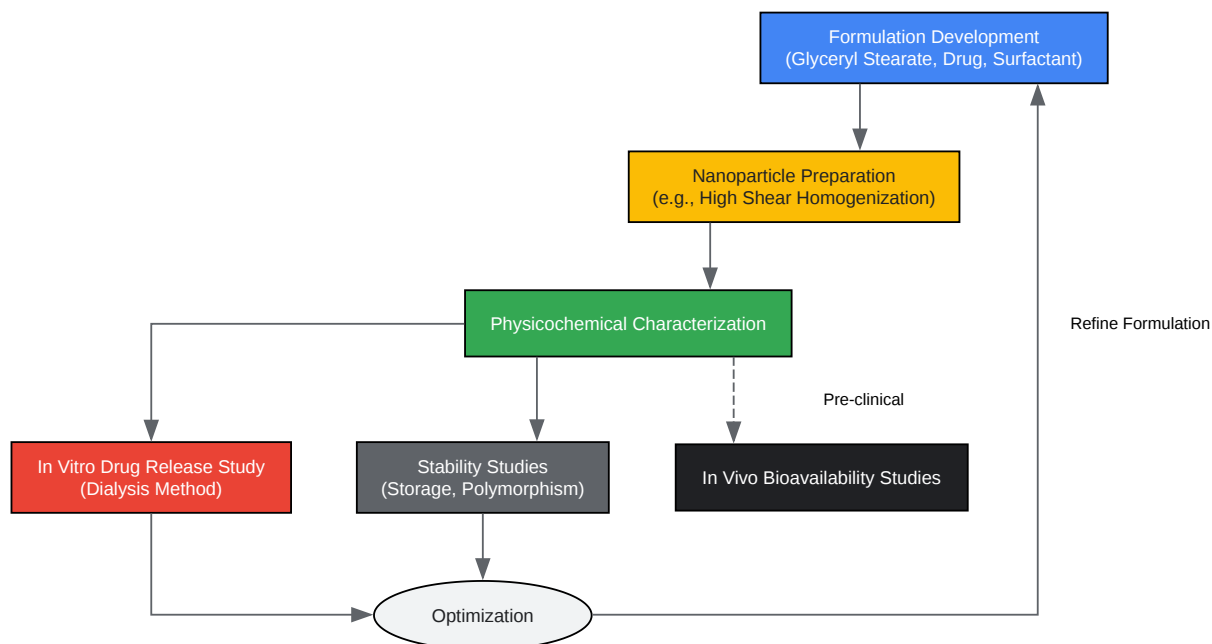 Formulation Development
(Glyceryl Stearate, Drug, Surfactant)
Nanoparticle Preparation
(e.g., High Shear Homogenization)
Physicochemical Characterization
Refine Formulation
Pre-clinical
In Vitro Drug Release Study
(Dialysis Method)
Stability Studies
(Storage, Polymorphism)
In Vivo Bioavailability Studies
Optimization